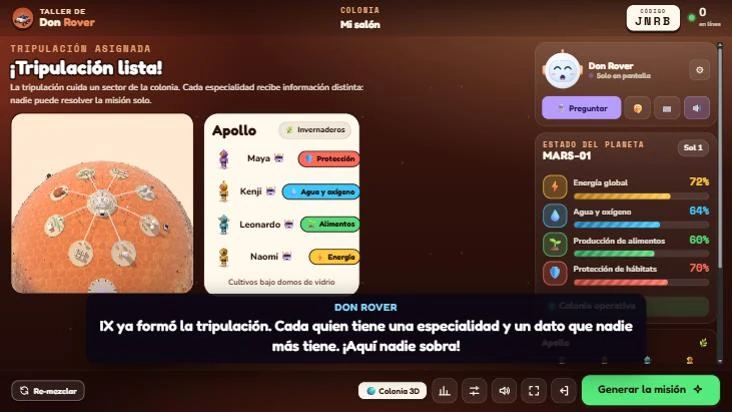 TALLER DE
Don Rover
COLONIA
Mi salón
CÓDIGO
JNRB
0
en línea
TRIPULACIÓN ASIGNADA
¡Tripulación lista!
La tripulación cuida un sector de la colonia. Cada especialidad recibe información distinta:
nadie puede resolver la misión solo.
Apollo
Invernaderos
Maya
Protección
Kenji
Agua y oxígeno
Leonardo
Alimentos
Naomi
Energía
Cultivos bajo domos de vidrio
Don Rover
Solo en pantalla
Preguntar
ESTADO DEL PLANETA
MARS-01
Sol 1
Energía global 72%
Agua y oxígeno 64%
Producción de alimentos 60%
Protección de hábitats 70%
Colonia operativa
Apollo
DON ROVER
IX ya formó la tripulación. Cada quien tiene una especialidad y un dato que nadie
más tiene. ¡Aquí nadie sobra!
Re-mezclar
Colonia 3D
Generar la misión